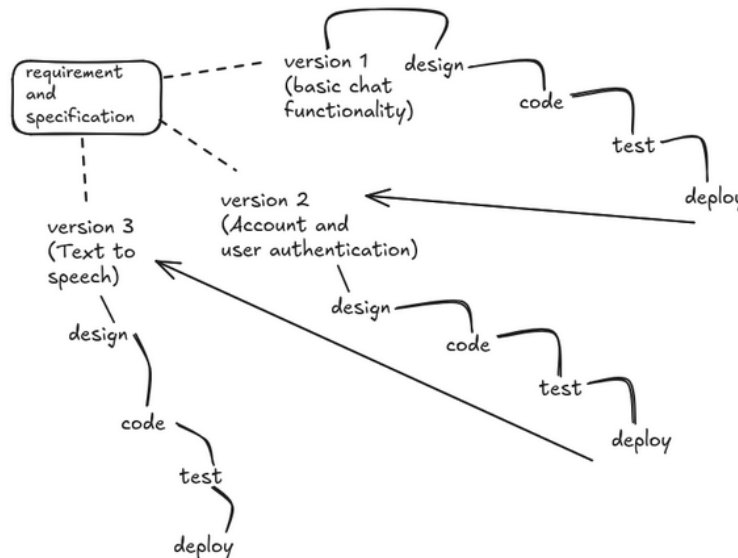 requirement
and
specification
version 1
(basic chat
functionality)
design
code
test
deploy
version 2
(Account and
user authentication)
design
code
test
deploy
version 3
(Text to
speech)
design
code
test
deploy